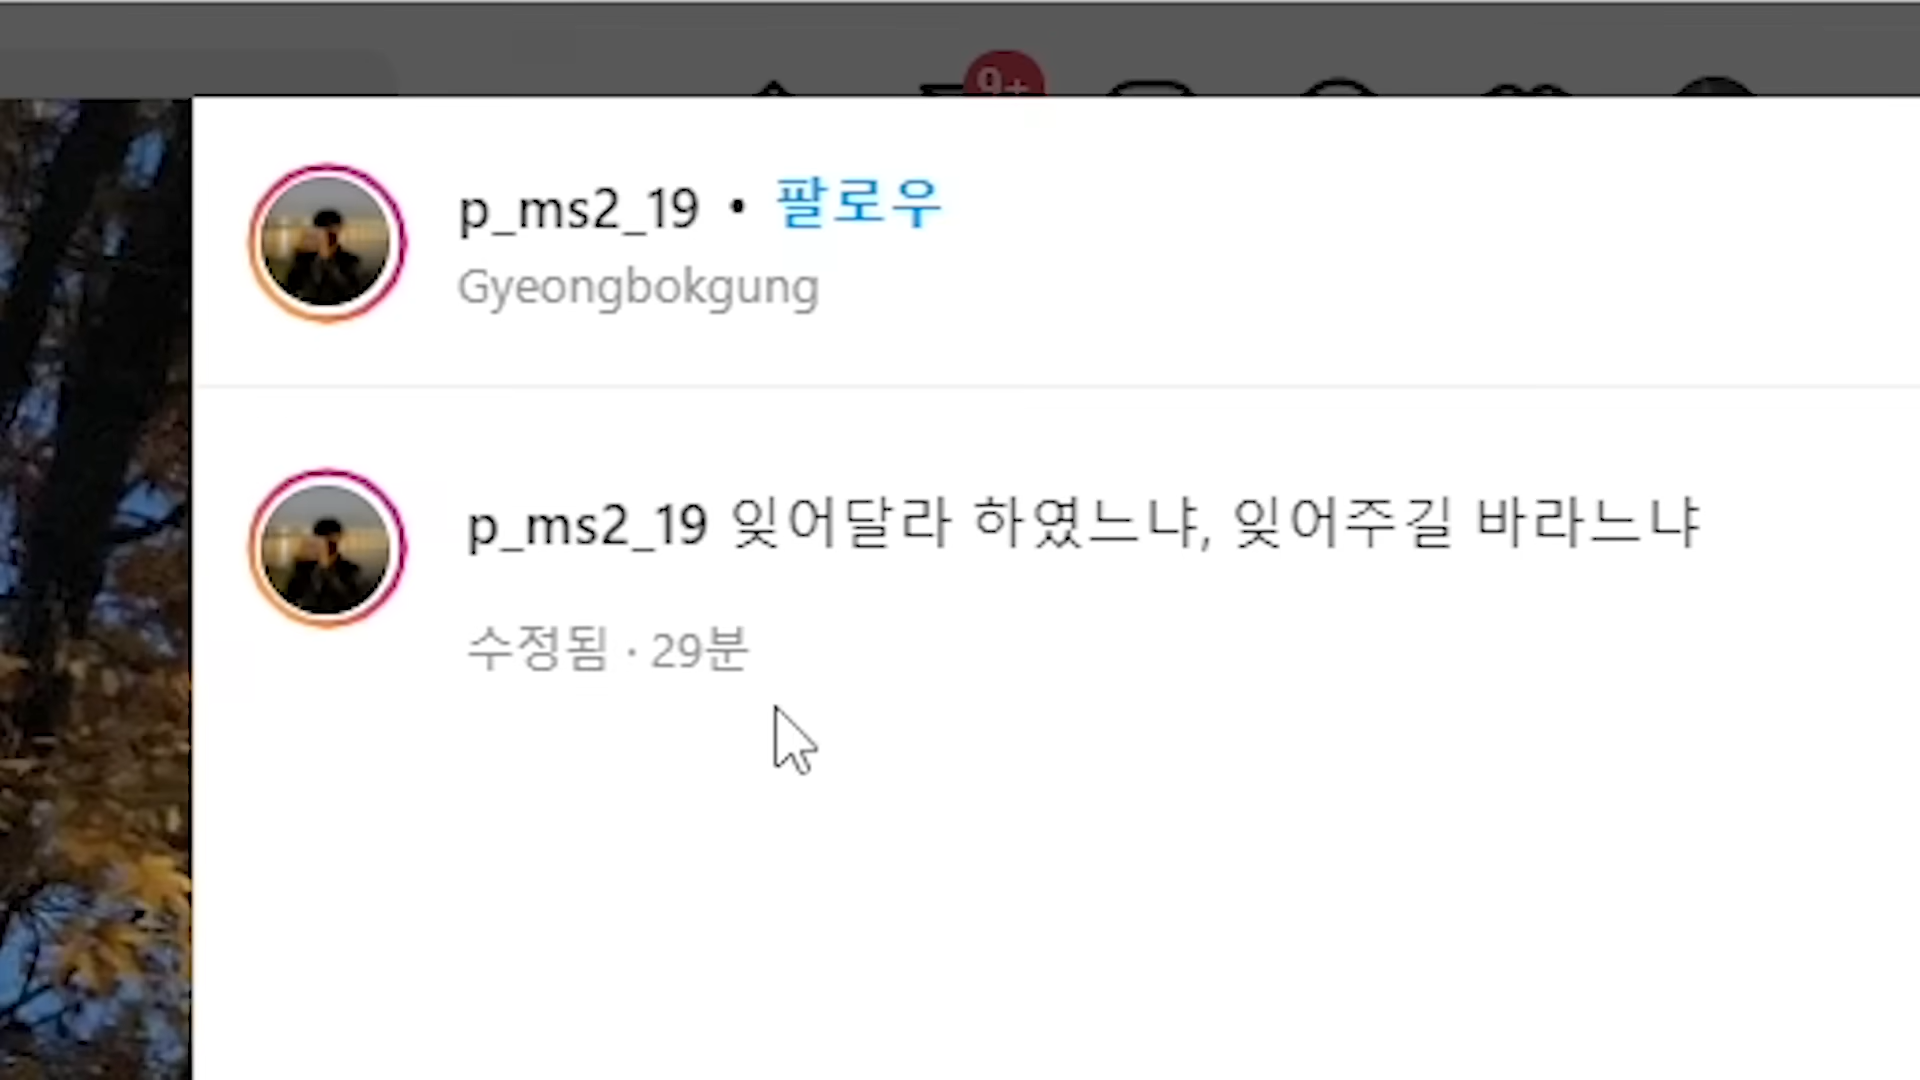 9+
p_ms2_19 • 팔로우
Gyeongbokgung
p_ms2_19 잊어달라 하였느냐, 잊어주길 바라느냐
수정됨 · 29분